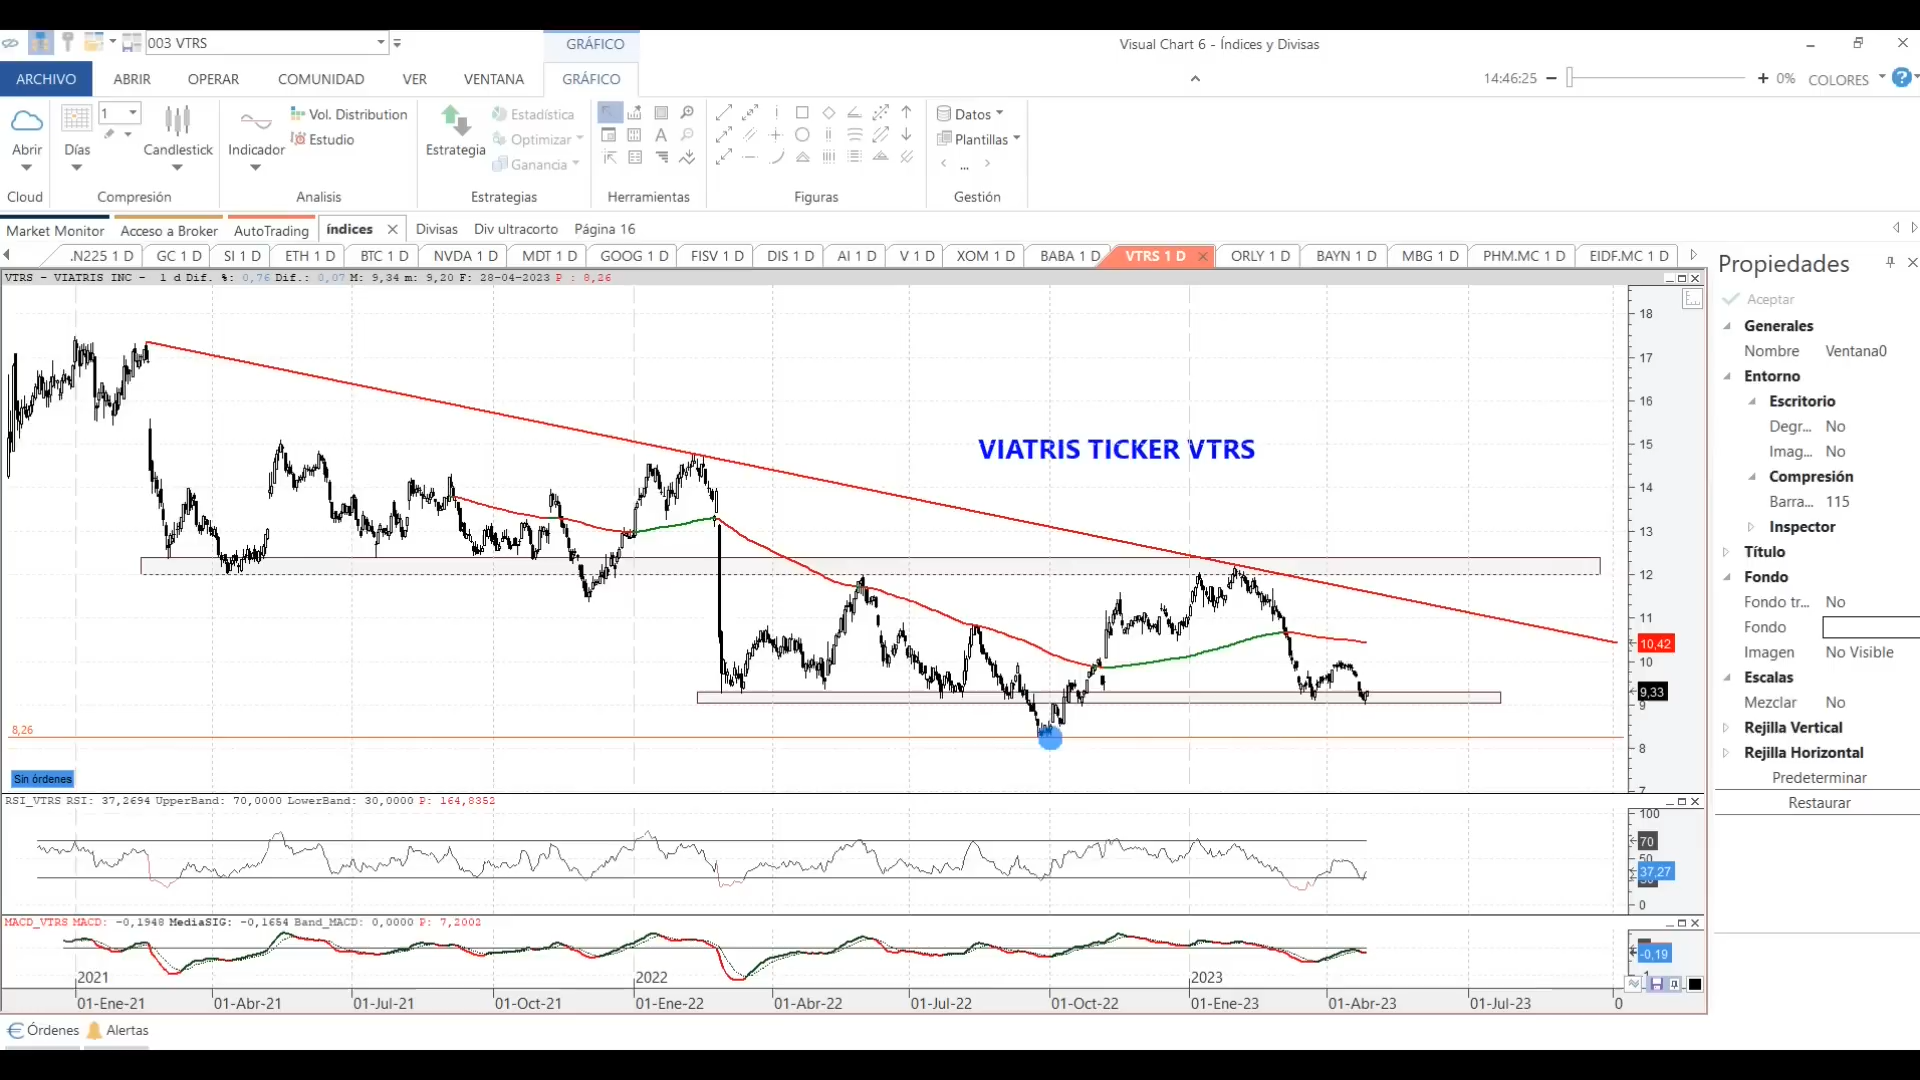 003 VTRS
GRÁFICO
Visual Chart 6 - Índices y Divisas
ARCHIVO ABRIR OPERAR COMUNIDAD VER VENTANA GRÁFICO
14:46:25 0% COLORES
1
Vol. Distribution
Estudio
Estadística
Optimizar
Ganancia
Datos
Plantillas
...
Abrir Días Candlestick Indicador Estrategia
Cloud Compresión Analisis Estrategias Herramientas Figuras Gestión
Market Monitor Acceso a Broker AutoTrading índices Divisas Div ultracorto Página 16
.N225 1 D GC 1 D SI 1 D ETH 1 D BTC 1 D NVDA 1 D MDT 1 D GOOG 1 D FISV 1 D DIS 1 D AI 1 D V 1 D XOM 1 D BABA 1 D VTRS 1 D ORLY 1 D BAYN 1 D MBG 1 D PHM.MC 1 D EIDF.MC 1 D
VTRS - VIATRIS INC - 1 d Dif. %: 0,76 Dif.: 0,07 M: 9,34 m: 9,20 F: 28-04-2023 P : 8,26
VIATRIS TICKER VTRS
18
17
16
15
14
13
12
11
10,42
10
9,33
9
8
7
8,26
Sin órdenes
RSI_VTRS RSI: 37,2694 UpperBand: 70,0000 LowerBand: 30,0000 P: 164,8352
100
70
50
37,27
0
MACD_VTRS MACD: -0,1948 MediaSIG: -0,1654 Band_MACD: 0,0000 P: 7,2002
-0,19
2021 2022 2023
01-Ene-21 01-Abr-21 01-Jul-21 01-Oct-21 01-Ene-22 01-Abr-22 01-Jul-22 01-Oct-22 01-Ene-23 01-Abr-23 01-Jul-23 0
Órdenes Alertas
Propiedades
Aceptar
Generales
Nombre Ventana0
Entorno
Escritorio
Degr... No
Imag... No
Compresión
Barra... 115
Inspector
Título
Fondo
Fondo tr... No
Fondo
Imagen No Visible
Escalas
Mezclar No
Rejilla Vertical
Rejilla Horizontal
Predeterminar
Restaurar